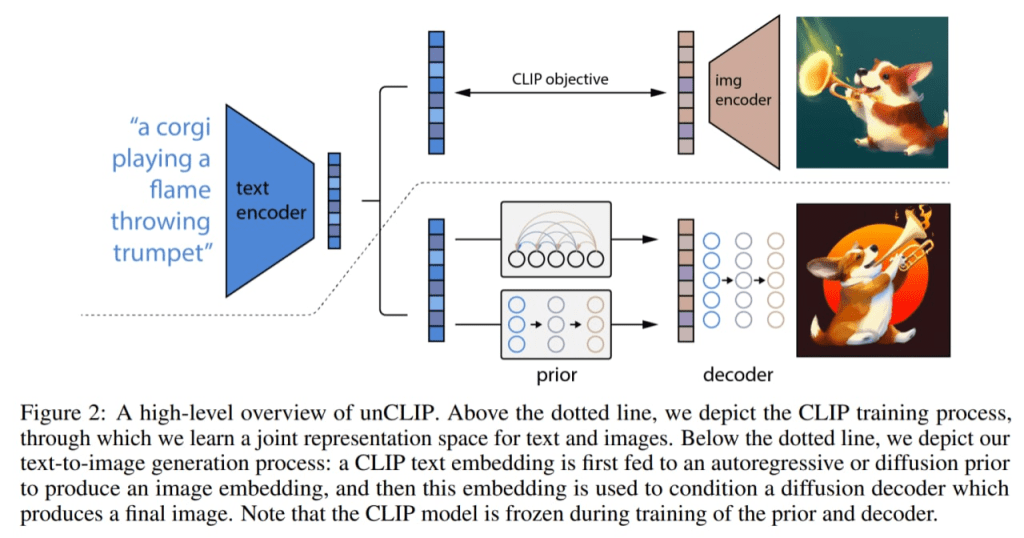 “a corgi
playing a
flame
throwing
trumpet”
text
encoder
CLIP objective
img
encoder
prior
decoder
Figure 2: A high-level overview of unCLIP. Above the dotted line, we depict the CLIP training process,
through which we learn a joint representation space for text and images. Below the dotted line, we depict our
text-to-image generation process: a CLIP text embedding is first fed to an autoregressive or diffusion prior
to produce an image embedding, and then this embedding is used to condition a diffusion decoder which
produces a final image. Note that the CLIP model is frozen during training of the prior and decoder.